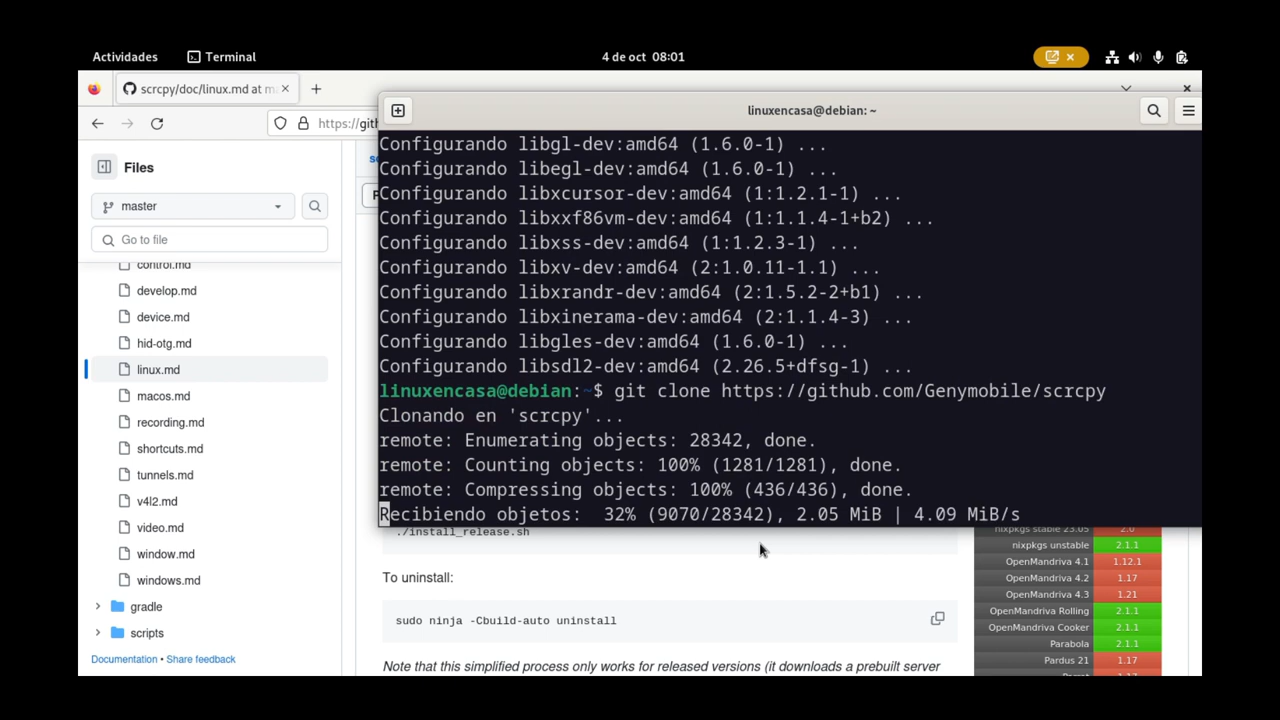 Actividades
Terminal
4 de oct 08:01
scrcpy/doc/linux.md at m
https://gith
Files
master
Go to file
control.md
develop.md
device.md
hid-otg.md
linux.md
macos.md
recording.md
shortcuts.md
tunnels.md
v4l2.md
video.md
window.md
windows.md
gradle
scripts
Documentation • Share feedback
linuxencasa@debian: ~
Configurando libgl-dev:amd64 (1.6.0-1) ...
Configurando libegl-dev:amd64 (1.6.0-1) ...
Configurando libxcursor-dev:amd64 (1:1.2.1-1) ...
Configurando libxxf86vm-dev:amd64 (1:1.1.4-1+b2) ...
Configurando libxss-dev:amd64 (1:1.2.3-1) ...
Configurando libxv-dev:amd64 (2:1.0.11-1.1) ...
Configurando libxrandr-dev:amd64 (2:1.5.2-2+b1) ...
Configurando libxinerama-dev:amd64 (2:1.1.4-3) ...
Configurando libgles-dev:amd64 (1.6.0-1) ...
Configurando libsdl2-dev:amd64 (2.26.5+dfsg-1) ...
linuxencasa@debian:~$ git clone https://github.com/Genymobile/scrcpy
Clonando en 'scrcpy'...
remote: Enumerating objects: 28342, done.
remote: Counting objects: 100% (1281/1281), done.
remote: Compressing objects: 100% (436/436), done.
Recibiendo objetos:  32% (9070/28342), 2.05 MiB | 4.09 MiB/s
./install_release.sh
To uninstall:
sudo ninja -Cbuild-auto uninstall
Note that this simplified process only works for released versions (it downloads a prebuilt server
nixpkgs stable 23.05 2.0
nixpkgs unstable 2.1.1
OpenMandriva 4.1 1.12.1
OpenMandriva 4.2 1.17
OpenMandriva 4.3 1.21
OpenMandriva Rolling 2.1.1
OpenMandriva Cooker 2.1.1
Parabola 2.1.1
Pardus 21 1.17